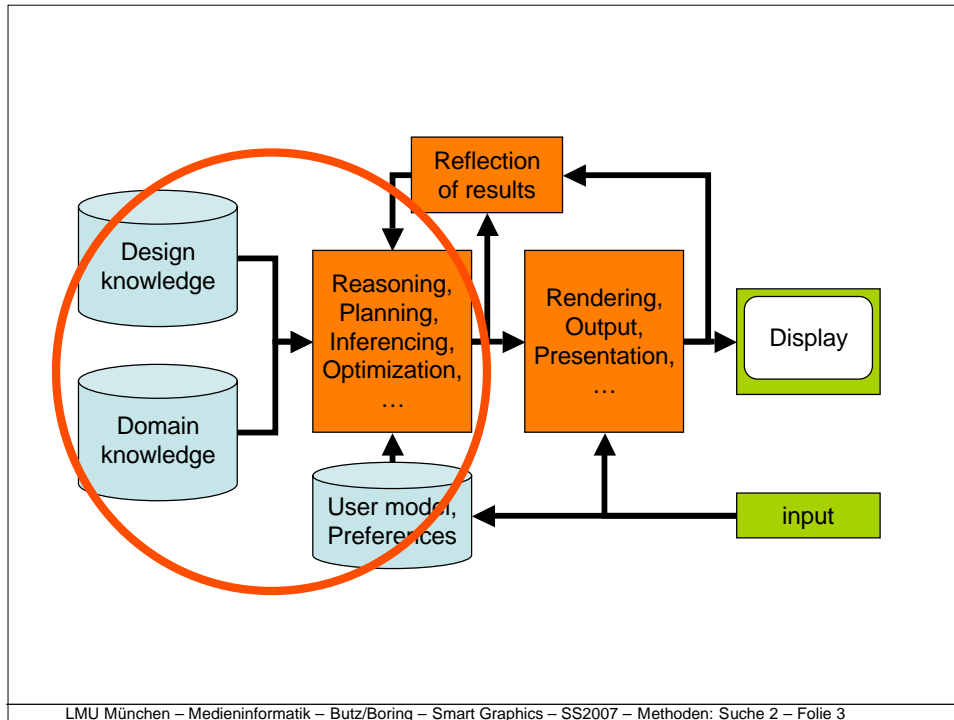 Reflection
of results
Design
knowledge
Reasoning,
Planning,
Inferencing,
Optimization,
…
Rendering,
Output,
Presentation,
…
Display
Domain
knowledge
User model,
Preferences
input
LMU München – Medieninformatik – Butz/Boring – Smart Graphics – SS2007 – Methoden: Suche 2 – Folie 3